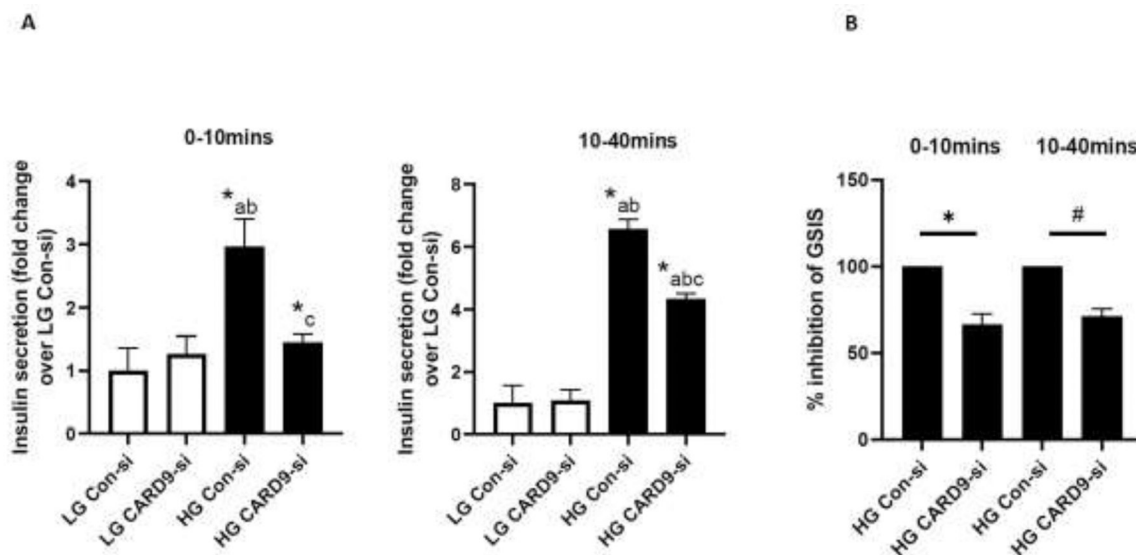 A
B
0-10mins
10-40mins
0-10mins
10-40mins
Insulin secretion (fold change
over LG Con-si)
4
3
2
1
0
*ab
*c
LG Con-si
LG CARD9-si
HG Con-si
HG CARD9-si
Insulin secretion (fold change
over LG Con-si)
8
6
4
2
0
*ab
*abc
LG Con-si
LG CARD9-si
HG Con-si
HG CARD9-si
% inhibition of GSIS
150
100
50
0
*
#
HG Con-si
HG CARD9-si
HG Con-si
HG CARD9-si